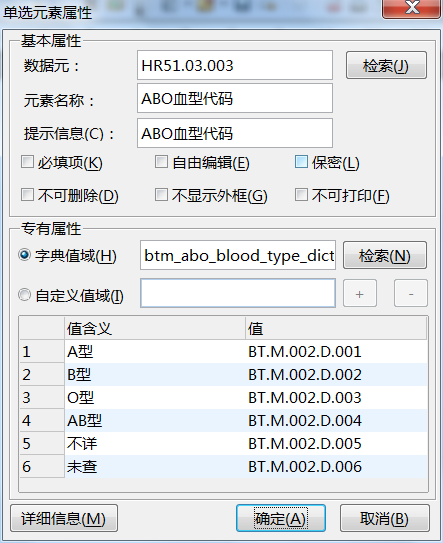 单选元素属性
基本属性
数据元： HR51.03.003 检索(J)
元素名称： ABO血型代码
提示信息(C)： ABO血型代码
必填项(K) 自由编辑(E) 保密(L)
不可删除(D) 不显示外框(G) 不可打印(F)
专有属性
字典值域(H) btm_abo_blood_type_dict 检索(N)
自定义值域(I) + -
值含义 值
1 A型 BT.M.002.D.001
2 B型 BT.M.002.D.002
3 O型 BT.M.002.D.003
4 AB型 BT.M.002.D.004
5 不详 BT.M.002.D.005
6 未查 BT.M.002.D.006
详细信息(M) 确定(A) 取消(B)